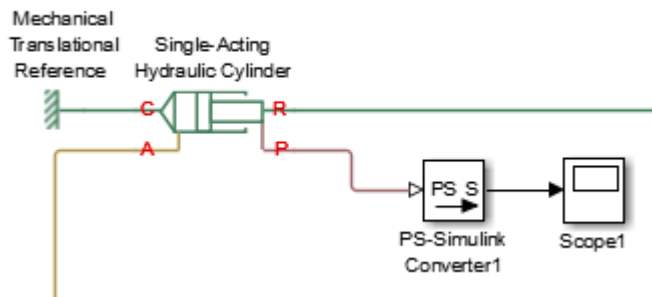 Mechanical
Translational
Reference
Single-Acting
Hydraulic Cylinder
C
R
A
P
PS S
PS-Simulink
Converter1
Scope1